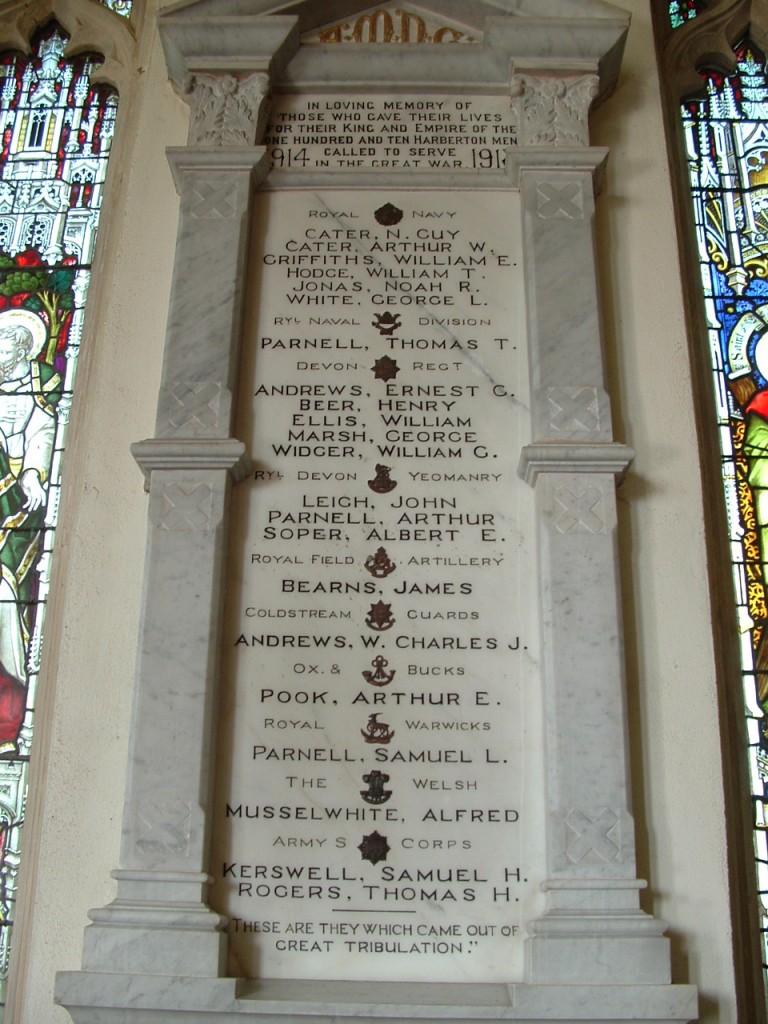 A.M.D.G.
IN LOVING MEMORY OF
THOSE WHO GAVE THEIR LIVES
FOR THEIR KING AND EMPIRE OF THE
ONE HUNDRED AND TEN HARBERTON MEN
CALLED TO SERVE
1914 IN THE GREAT WAR. 191
ROYAL NAVY
CATER, N. GUY
CATER, ARTHUR W.
GRIFFITHS, WILLIAM E.
HODGE, WILLIAM T.
JONAS, NOAH R.
WHITE, GEORGE L.
RYL NAVAL DIVISION
PARNELL, THOMAS T.
DEVON REGT
ANDREWS, ERNEST G.
BEER, HENRY
ELLIS, WILLIAM
MARSH, GEORGE
WIDGER, WILLIAM G.
RYL DEVON YEOMANRY
LEIGH, JOHN
PARNELL, ARTHUR
SOPER, ALBERT E.
ROYAL FIELD ARTILLERY
BEARNS, JAMES
COLDSTREAM GUARDS
ANDREWS, W. CHARLES J.
OX. & BUCKS
POOK, ARTHUR E.
ROYAL WARWICKS
PARNELL, SAMUEL L.
THE WELSH
MUSSELWHITE, ALFRED
ARMY S CORPS
KERSWELL, SAMUEL H.
ROGERS, THOMAS H.
"THESE ARE THEY WHICH CAME OUT OF
GREAT TRIBULATION."